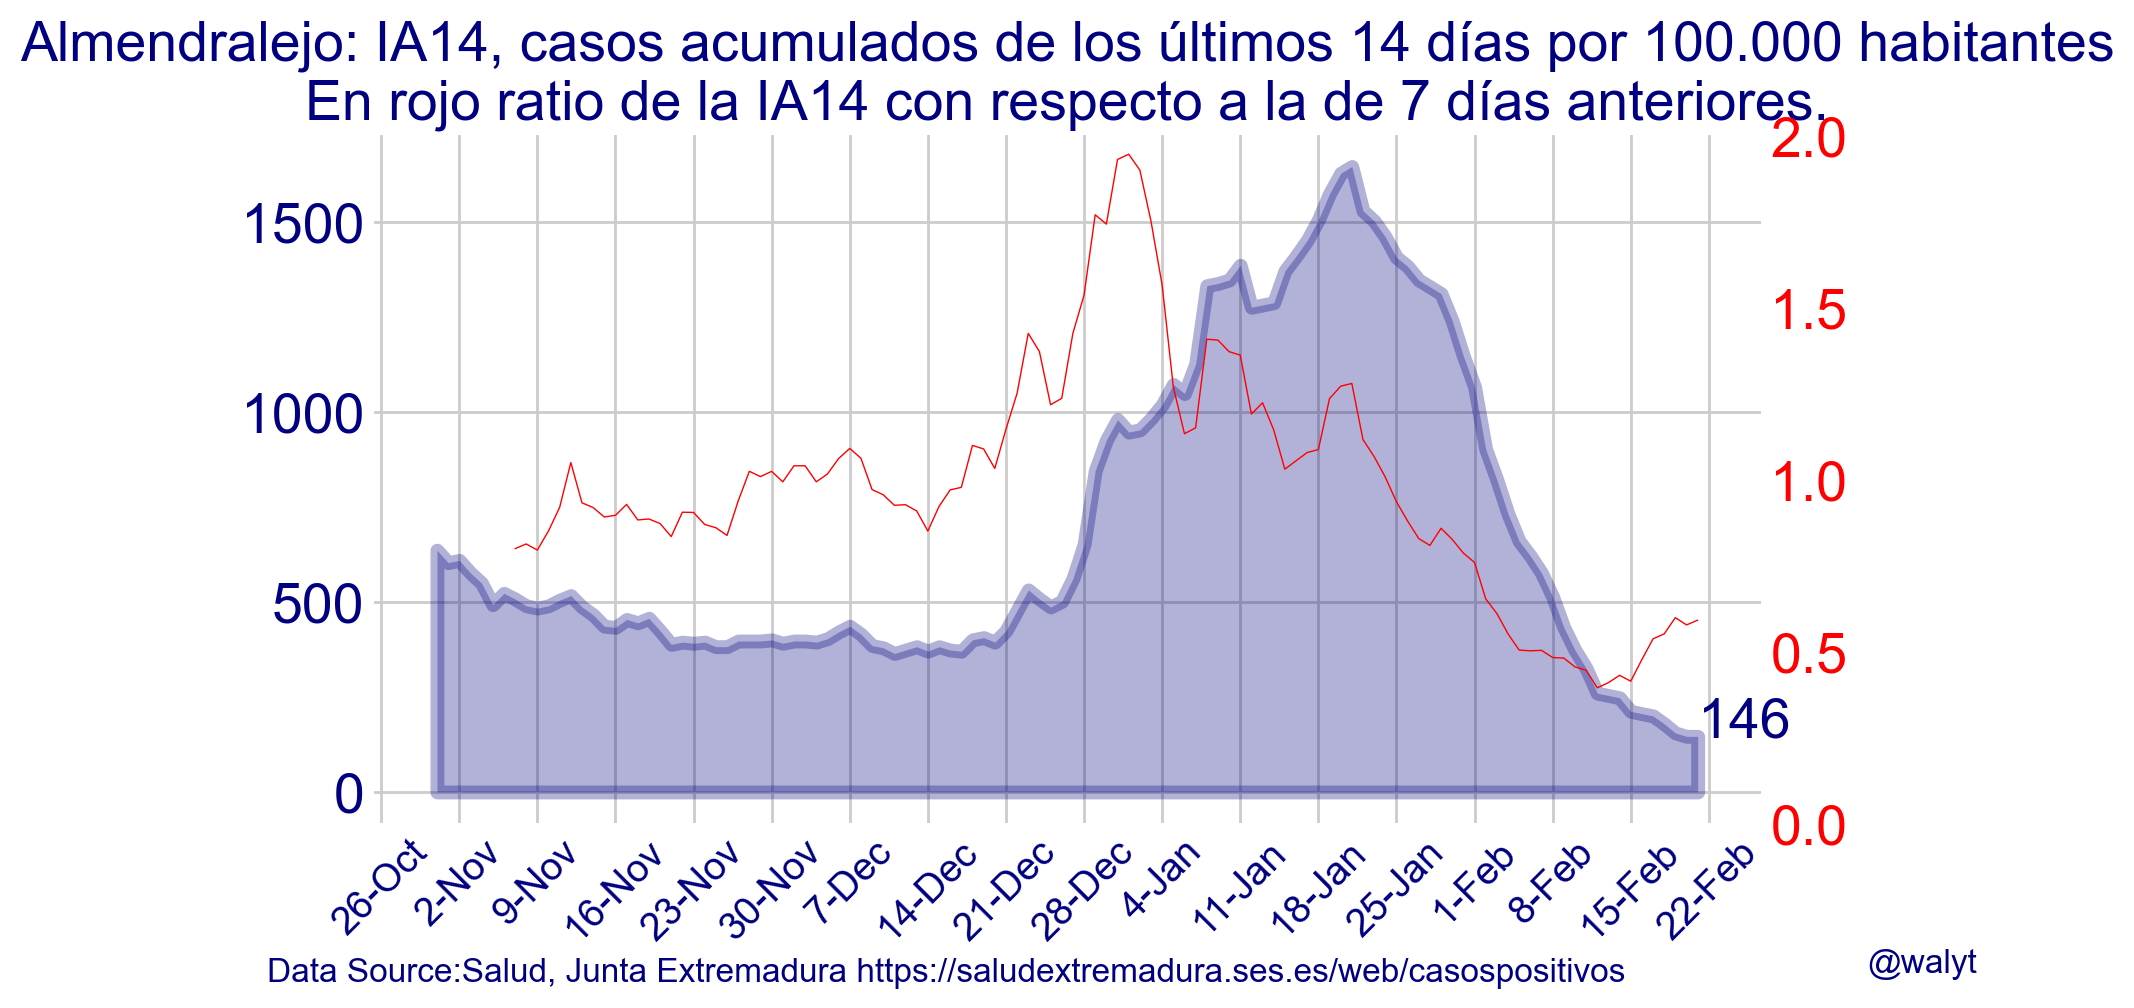 Almendralejo: IA14, casos acumulados de los últimos 14 días por 100.000 habitantes
En rojo ratio de la IA14 con respecto a la de 7 días anteriores.
2.0
1500
1.5
1000
1.0
500
0.5
146
0
0.0
26-Oct
2-Nov
9-Nov
16-Nov
23-Nov
30-Nov
7-Dec
14-Dec
21-Dec
28-Dec
4-Jan
11-Jan
18-Jan
25-Jan
1-Feb
8-Feb
15-Feb
22-Feb
Data Source:Salud, Junta Extremadura https://saludextremadura.ses.es/web/casospositivos
@walyt